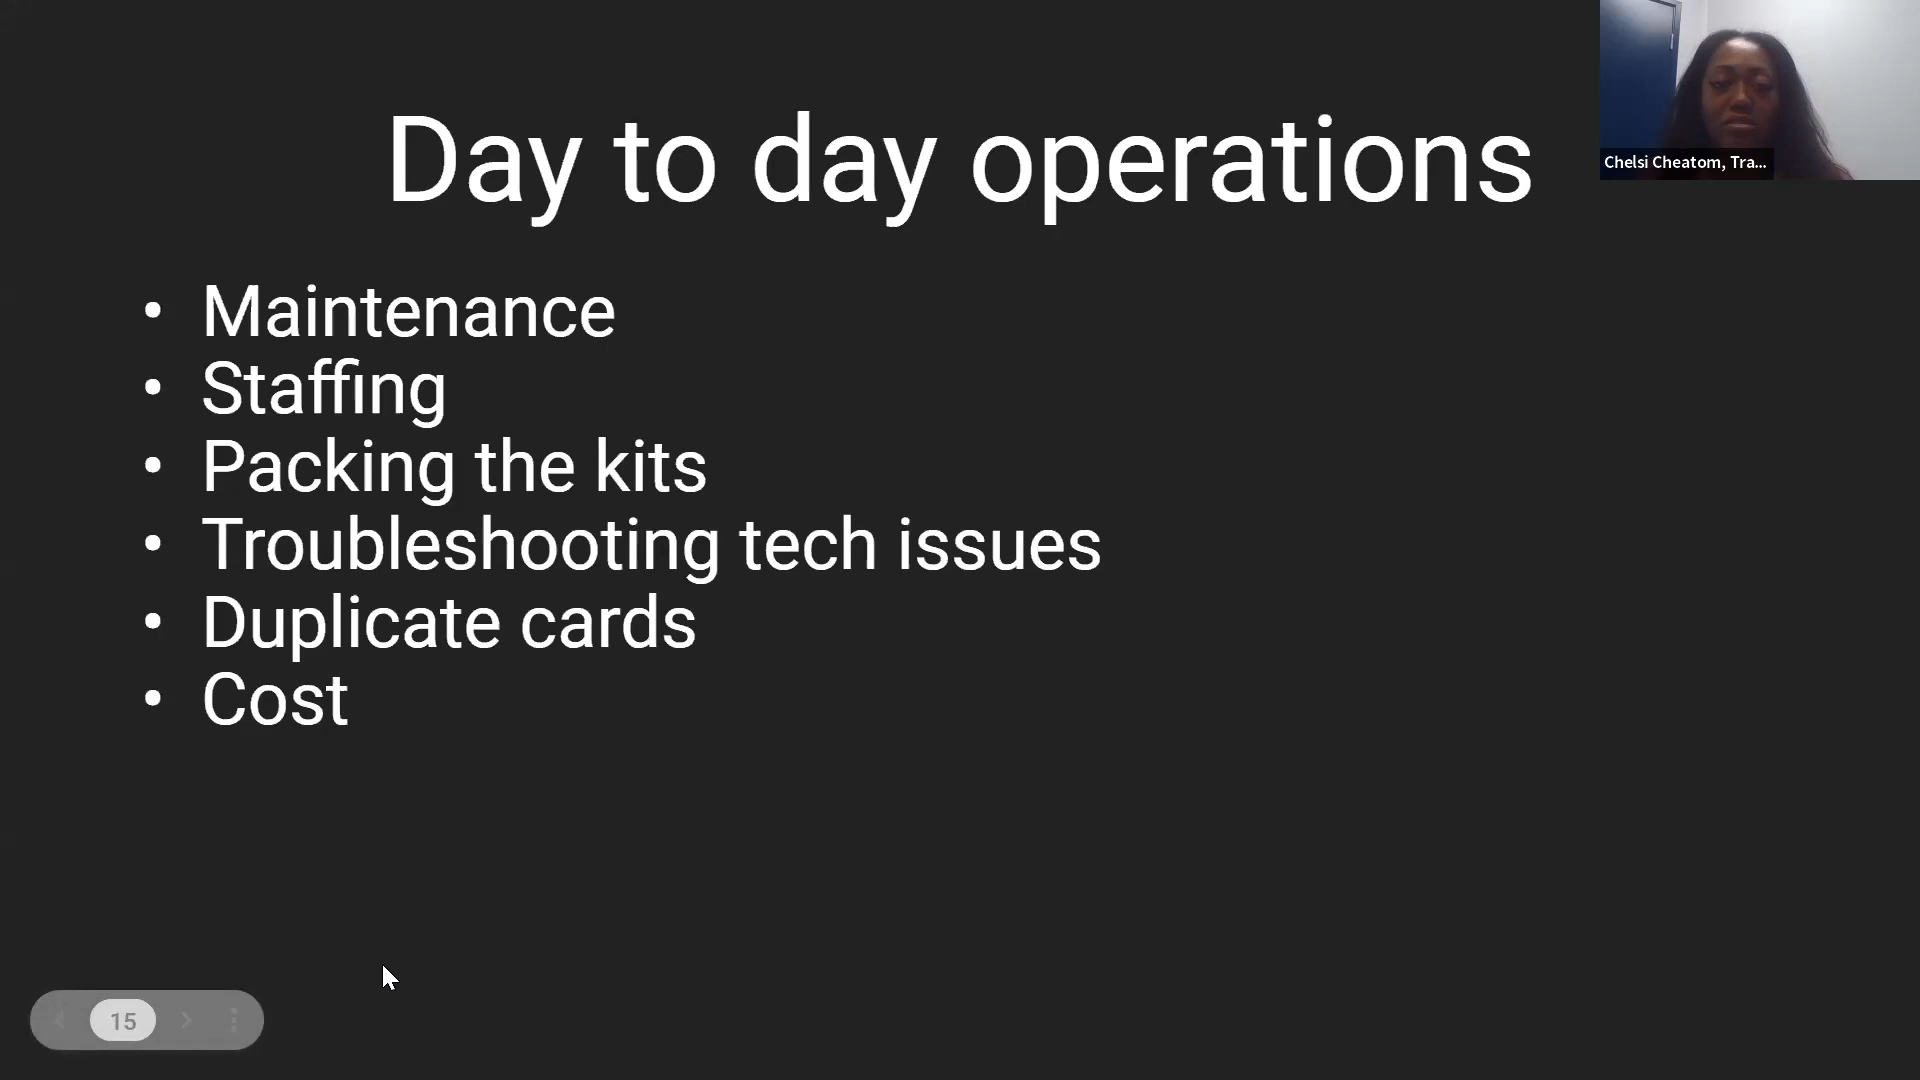 Day to day operations
Chelsi Cheatom, Tra...
• Maintenance
• Staffing
• Packing the kits
• Troubleshooting tech issues
• Duplicate cards
• Cost
15